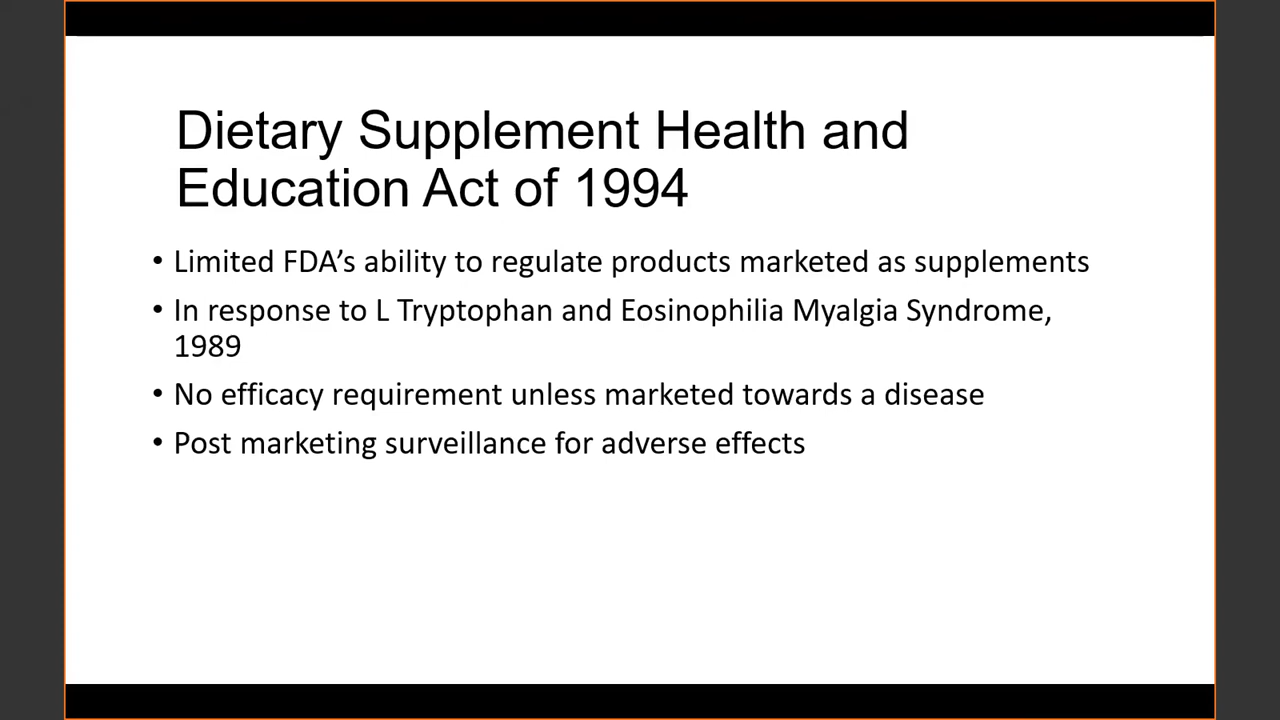 Dietary Supplement Health and
Education Act of 1994
• Limited FDA’s ability to regulate products marketed as supplements
• In response to L Tryptophan and Eosinophilia Myalgia Syndrome,
1989
• No efficacy requirement unless marketed towards a disease
• Post marketing surveillance for adverse effects